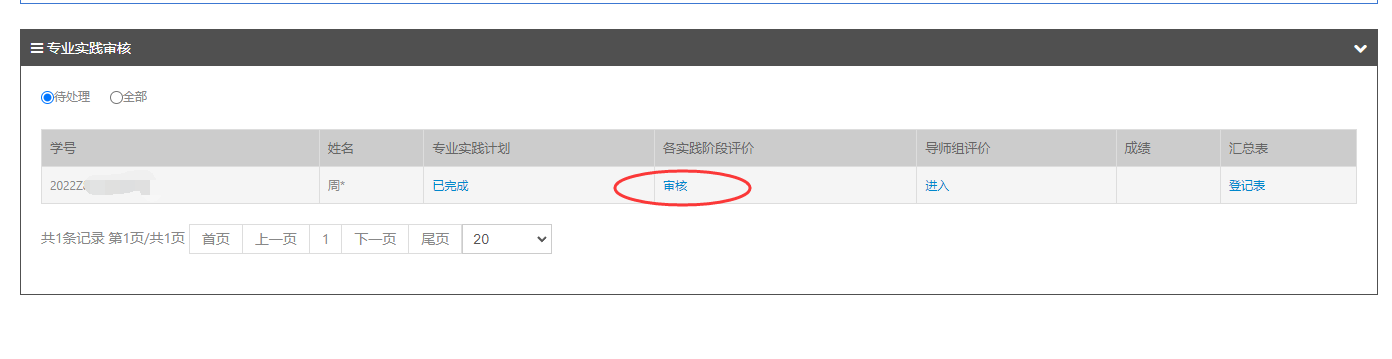 专业实践审核
待处理 全部
学号 姓名 专业实践计划 各实践阶段评价 导师组评价 成绩 汇总表
2022Z 周* 已完成 审核 进入 登记表
共1条记录 第1页/共1页 首页 上一页 1 下一页 尾页 20